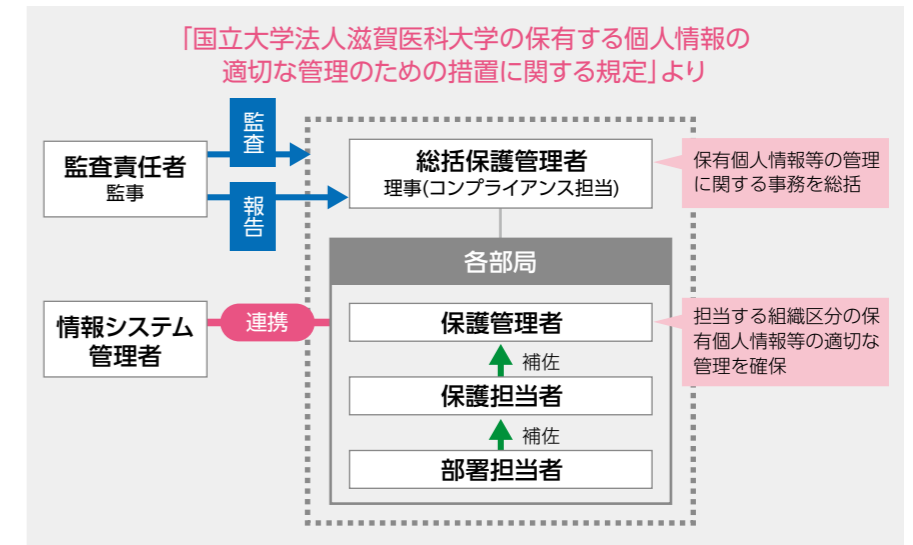 「国立大学法人滋賀医科大学の保有する個人情報の
適切な管理のための措置に関する規定」より
監査
監査責任者
監事
報告
総括保護管理者
理事(コンプライアンス担当)
保有個人情報等の管理
に関する事務を総括
各部局
情報システム
管理者
連携
保護管理者
担当する組織区分の保
有個人情報等の適切な
管理を確保
補佐
保護担当者
補佐
部署担当者